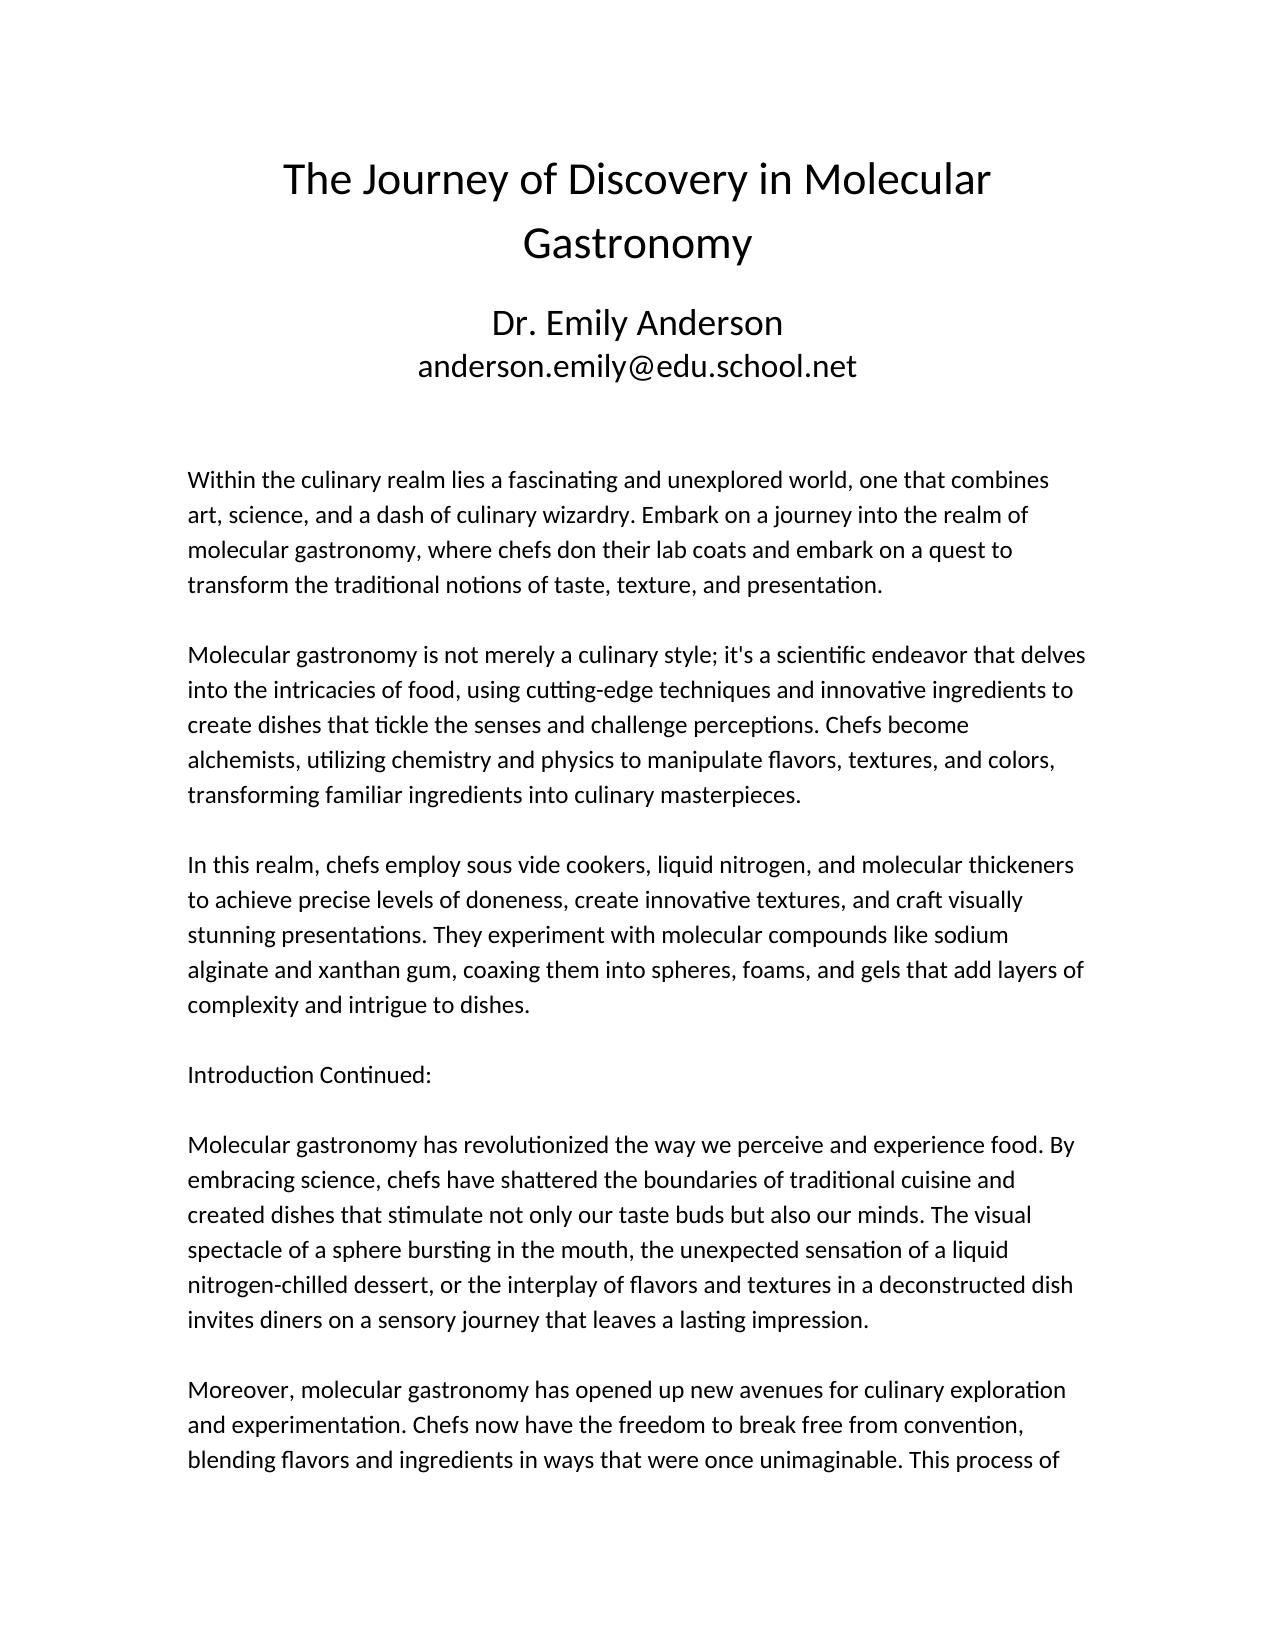 The Journey of Discovery in Molecular
Gastronomy
Dr. Emily Anderson
anderson.emily@edu.school.net
Within the culinary realm lies a fascinating and unexplored world, one that combines
art, science, and a dash of culinary wizardry. Embark on a journey into the realm of
molecular gastronomy, where chefs don their lab coats and embark on a quest to
transform the traditional notions of taste, texture, and presentation.
Molecular gastronomy is not merely a culinary style; it's a scientific endeavor that delves
into the intricacies of food, using cutting-edge techniques and innovative ingredients to
create dishes that tickle the senses and challenge perceptions. Chefs become
alchemists, utilizing chemistry and physics to manipulate flavors, textures, and colors,
transforming familiar ingredients into culinary masterpieces.
In this realm, chefs employ sous vide cookers, liquid nitrogen, and molecular thickeners
to achieve precise levels of doneness, create innovative textures, and craft visually
stunning presentations. They experiment with molecular compounds like sodium
alginate and xanthan gum, coaxing them into spheres, foams, and gels that add layers of
complexity and intrigue to dishes.
Introduction Continued:
Molecular gastronomy has revolutionized the way we perceive and experience food. By
embracing science, chefs have shattered the boundaries of traditional cuisine and
created dishes that stimulate not only our taste buds but also our minds. The visual
spectacle of a sphere bursting in the mouth, the unexpected sensation of a liquid
nitrogen-chilled dessert, or the interplay of flavors and textures in a deconstructed dish
invites diners on a sensory journey that leaves a lasting impression.
Moreover, molecular gastronomy has opened up new avenues for culinary exploration
and experimentation. Chefs now have the freedom to break free from convention,
blending flavors and ingredients in ways that were once unimaginable. This process of